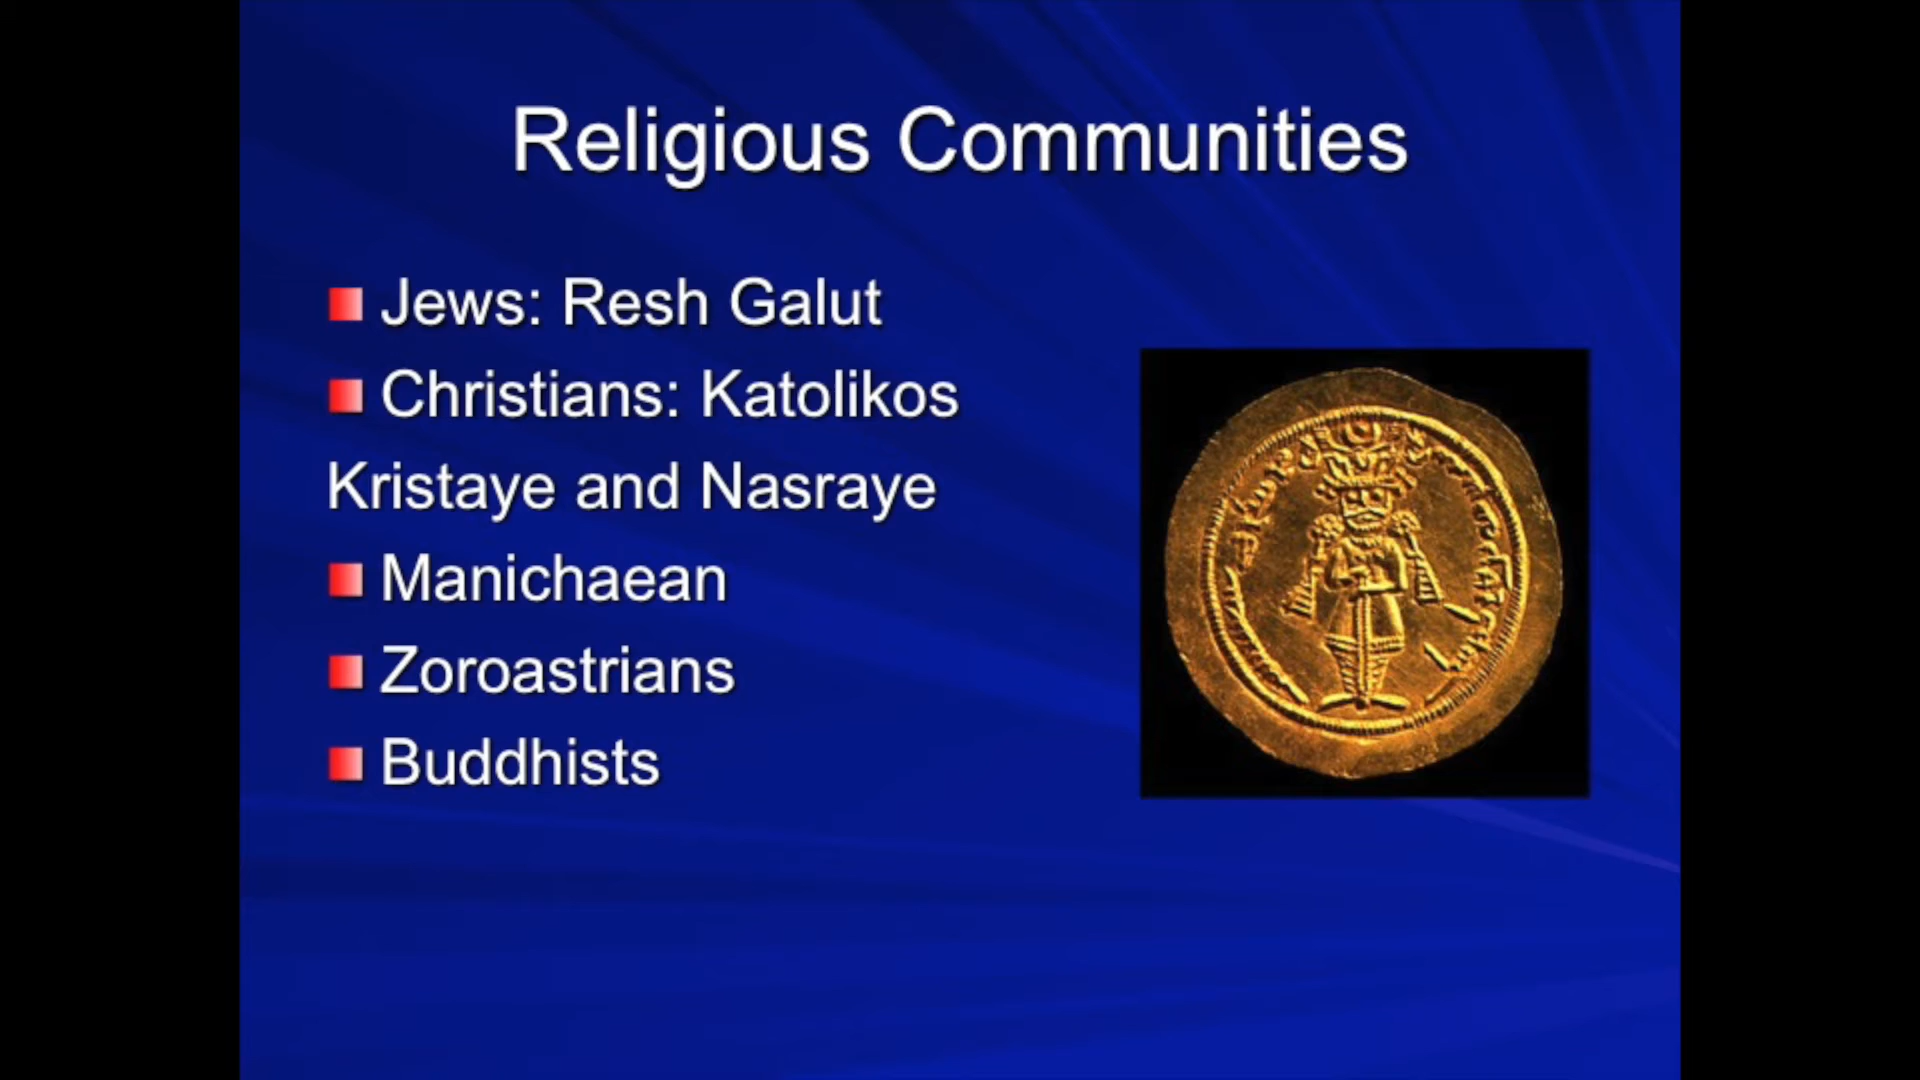 Religious Communities
Jews: Resh Galut
Christians: Katolikos
Kristaye and Nasraye
Manichaean
Zoroastrians
Buddhists